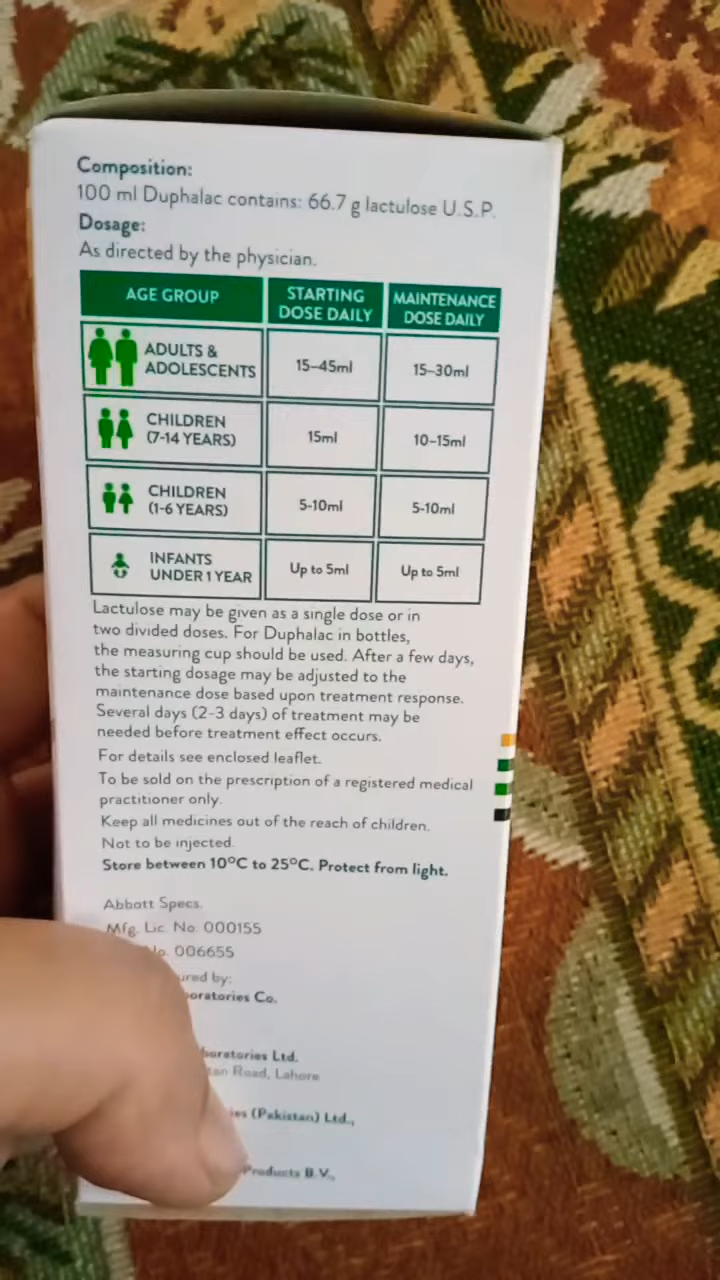 Composition:
100 ml Duphalac contains: 66.7 g lactulose U.S.P.
Dosage:
As directed by the physician.
AGE GROUP
STARTING DOSE DAILY
MAINTENANCE DOSE DAILY
ADULTS & ADOLESCENTS
15–45ml
15–30ml
CHILDREN (7-14 YEARS)
15ml
10–15ml
CHILDREN (1-6 YEARS)
5-10ml
5-10ml
INFANTS UNDER 1 YEAR
Up to 5ml
Up to 5ml
Lactulose may be given as a single dose or in
two divided doses. For Duphalac in bottles,
the measuring cup should be used. After a few days,
the starting dosage may be adjusted to the
maintenance dose based upon treatment response.
Several days (2-3 days) of treatment may be
needed before treatment effect occurs.
For details see enclosed leaflet.
To be sold on the prescription of a registered medical
practitioner only.
Keep all medicines out of the reach of children.
Not to be injected.
Store between 10°C to 25°C. Protect from light.
Abbott Specs.
Mfg. Lic. No. 000155
No. 006655
by:
Co.
Ltd.
Road, Lahore
(Pakistan) Ltd.,
Products B.V.,